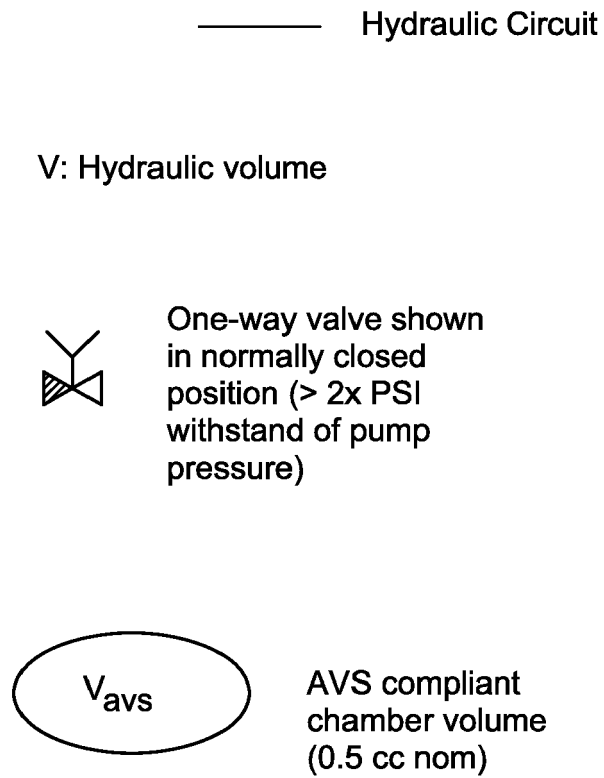 Hydraulic Circuit
V: Hydraulic volume
One-way valve shown
in normally closed
position (> 2x PSI
withstand of pump
pressure)
Vavs
AVS compliant
chamber volume
(0.5 cc nom)